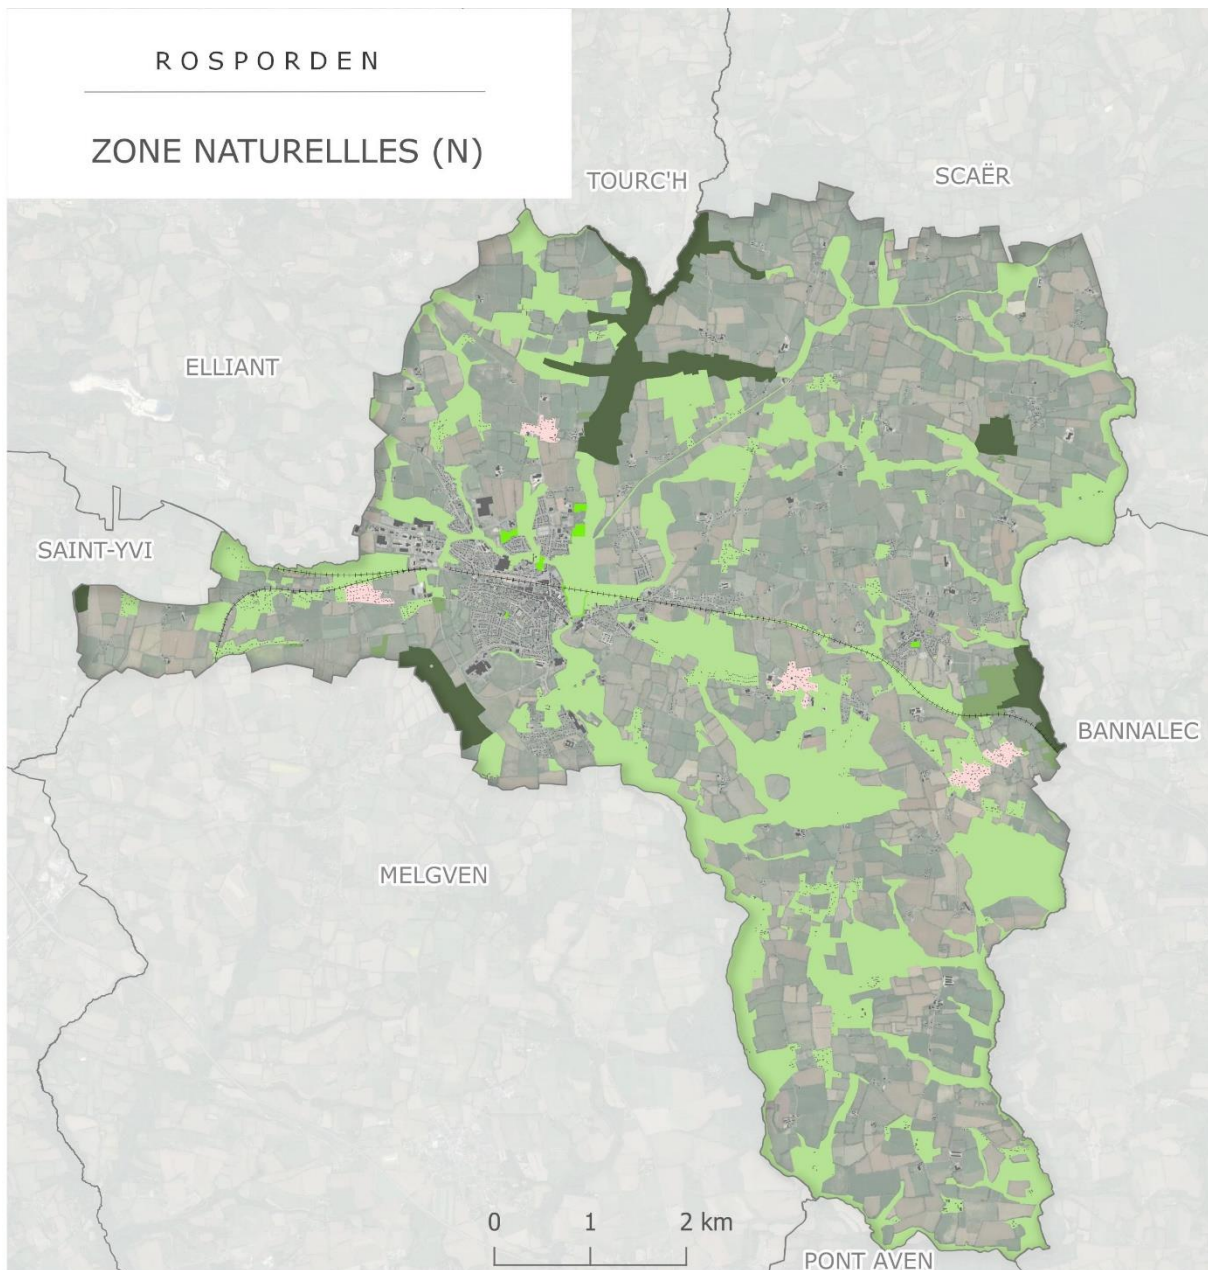 ROSPORDEN
ZONE NATURELLLES (N)
TOURC'H
SCAËR
ELLIANT
SAINT-YVI
BANNALEC
MELGVEN
0 1 2 km
PONT AVEN